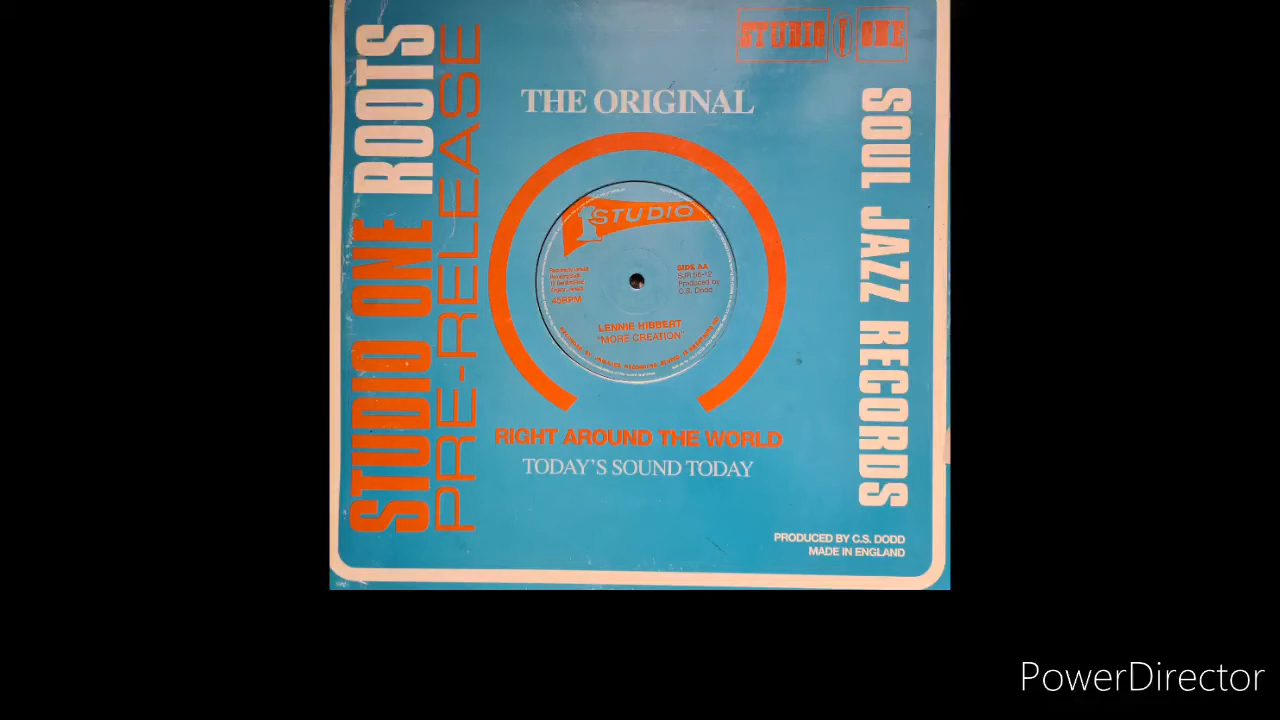 STUDIO ONE ROOTS
PRE-RELEASE
STUDIO ONE
THE ORIGINAL
SOUL JAZZ RECORDS
1 STUDIO
SIDE AA
Produced by
C.S. Dodd
45RPM
LENNIE HIBBERT
"MORE CREATION"
RIGHT AROUND THE WORLD
TODAY'S SOUND TODAY
PRODUCED BY C.S. DODD
MADE IN ENGLAND
PowerDirector